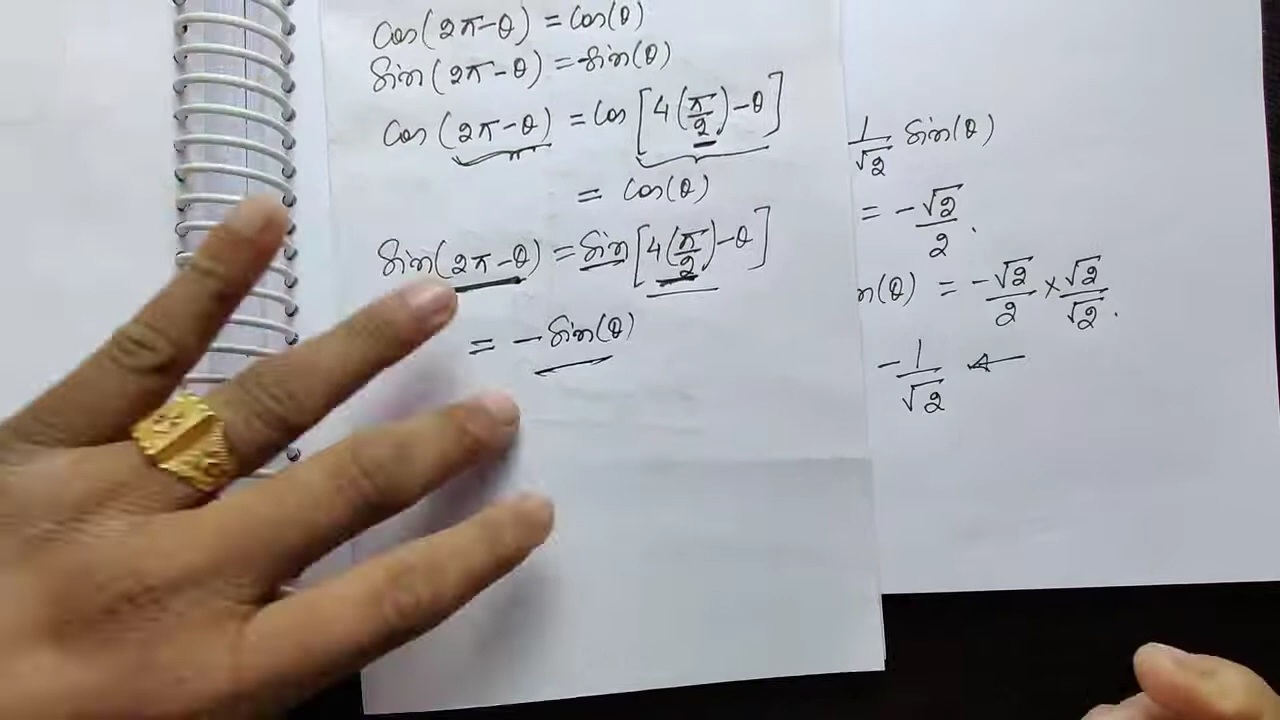 cos(2π-θ) = cos(θ)
sin(2π-θ) = -sin(θ)
cos(2π-θ) = cos[4(π/2)-θ]
= cos(θ)
sin(2π-θ) = sin[4(π/2)-θ]
= -sin(θ)
1/√2 sin(θ)
= -√2/2.
n(θ) = -√2/2 × √2/√2.
-1/√2 ←